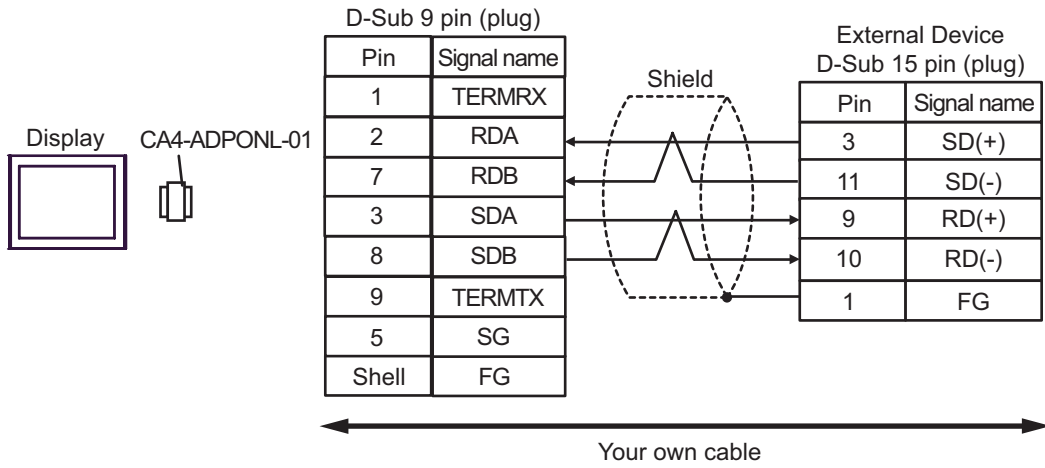 D-Sub 9 pin (plug)
Pin Signal name
1 TERMRX
2 RDA
7 RDB
3 SDA
8 SDB
9 TERMTX
5 SG
Shell FG
Display
CA4-ADPONL-01
Shield
External Device
D-Sub 15 pin (plug)
Pin Signal name
3 SD(+)
11 SD(-)
9 RD(+)
10 RD(-)
1 FG
Your own cable